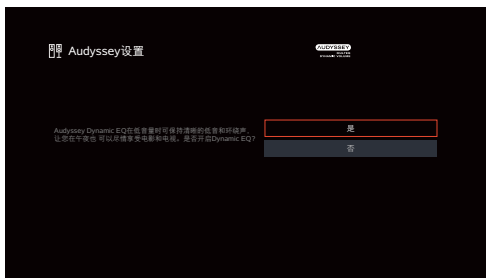 Audyssey设置
AUDYSSEY
MULTEQ
DYNAMIC VOLUME
Audyssey Dynamic EQ在低音量时可保持清晰的低音和环绕声，
让您在午夜也 可以尽情享受电影和电视。是否开启Dynamic EQ?
是
否